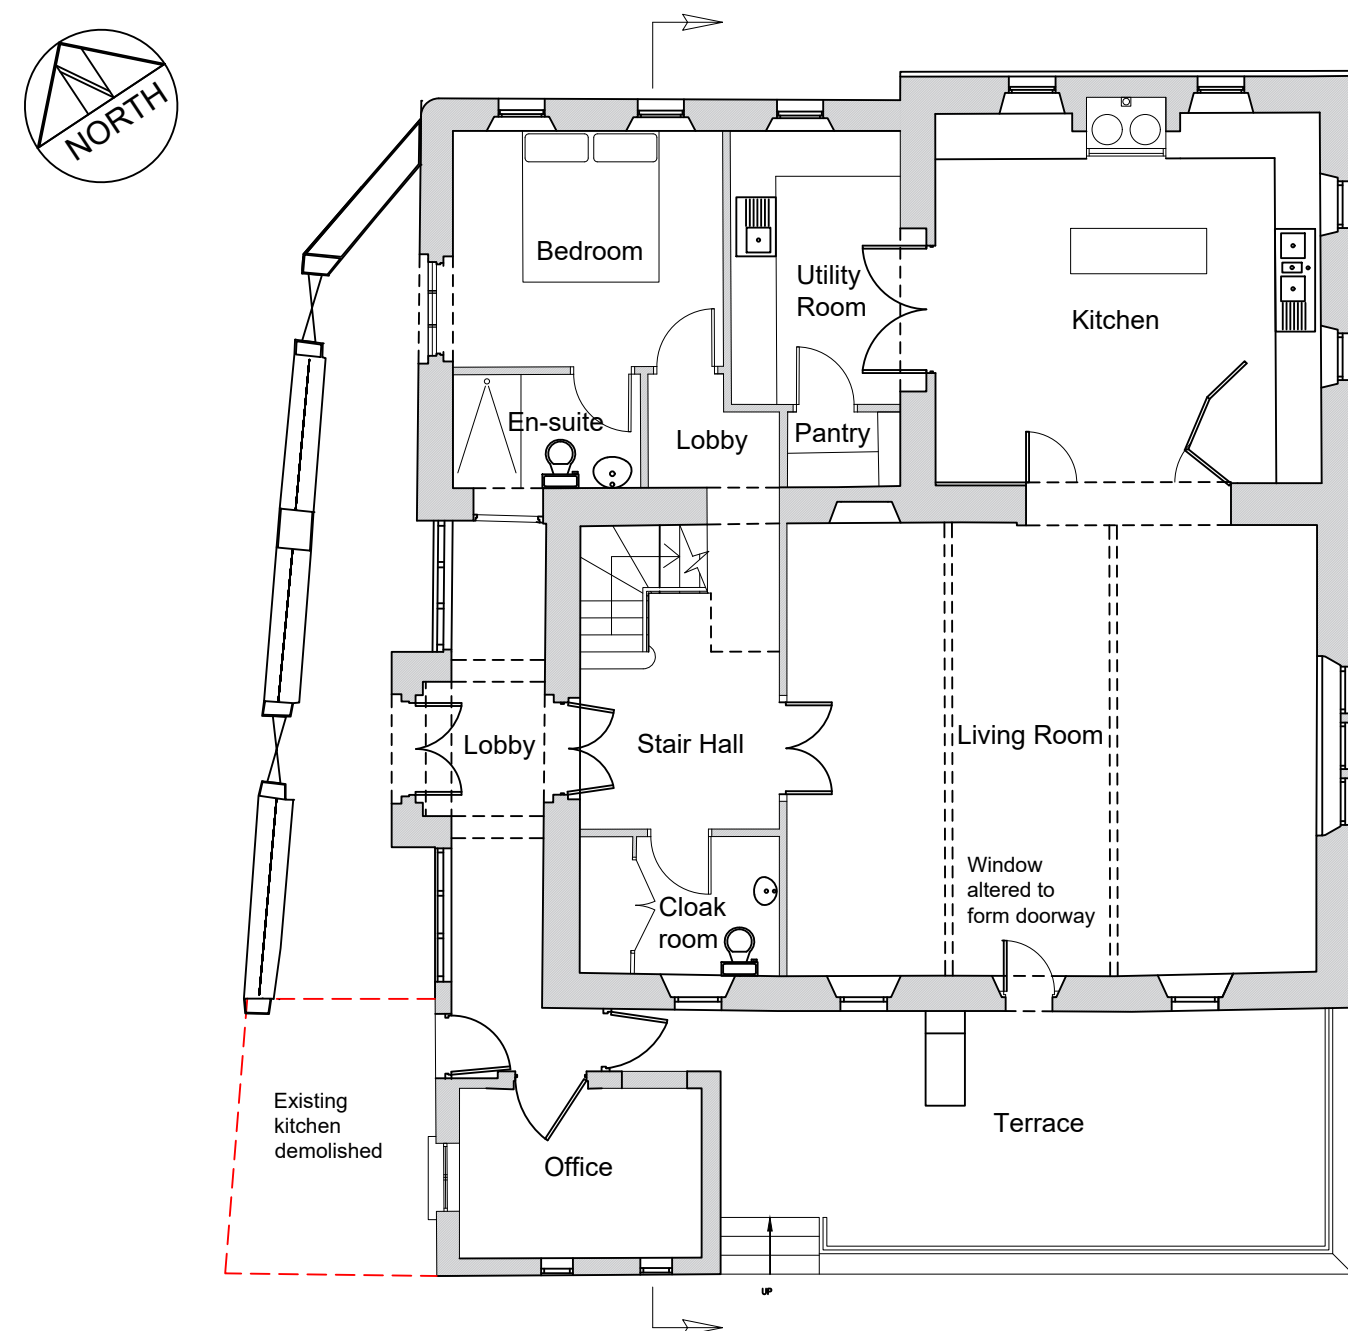 NORTH
Bedroom
Utility
Room
Kitchen
En-suite
Lobby
Pantry
Lobby
Stair Hall
Living Room
Window
altered to
form doorway
Cloak
room
Existing
kitchen
demolished
Office
Terrace
UP